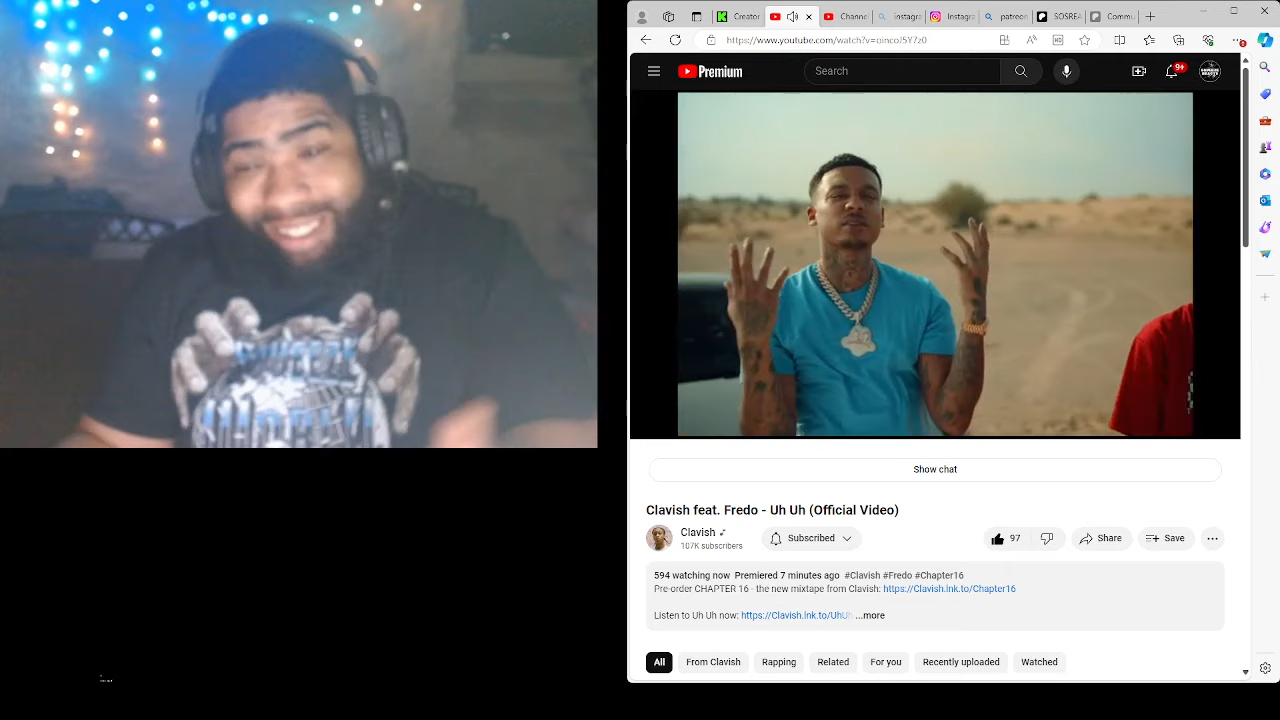 Creator
Channe
instagra
Instagra
patreon
SOSREA
Commu
https://www.youtube.com/watch?v=oincoJ5Y7z0
Premium
Search
9+
Show chat
Clavish feat. Fredo - Uh Uh (Official Video)
Clavish
107K subscribers
Subscribed
97
Share
Save
594 watching now Premiered 7 minutes ago #Clavish #Fredo #Chapter16
Pre-order CHAPTER 16 - the new mixtape from Clavish: https://Clavish.lnk.to/Chapter16
Listen to Uh Uh now: https://Clavish.lnk.to/UhUh ...more
All
From Clavish
Rapping
Related
For you
Recently uploaded
Watched